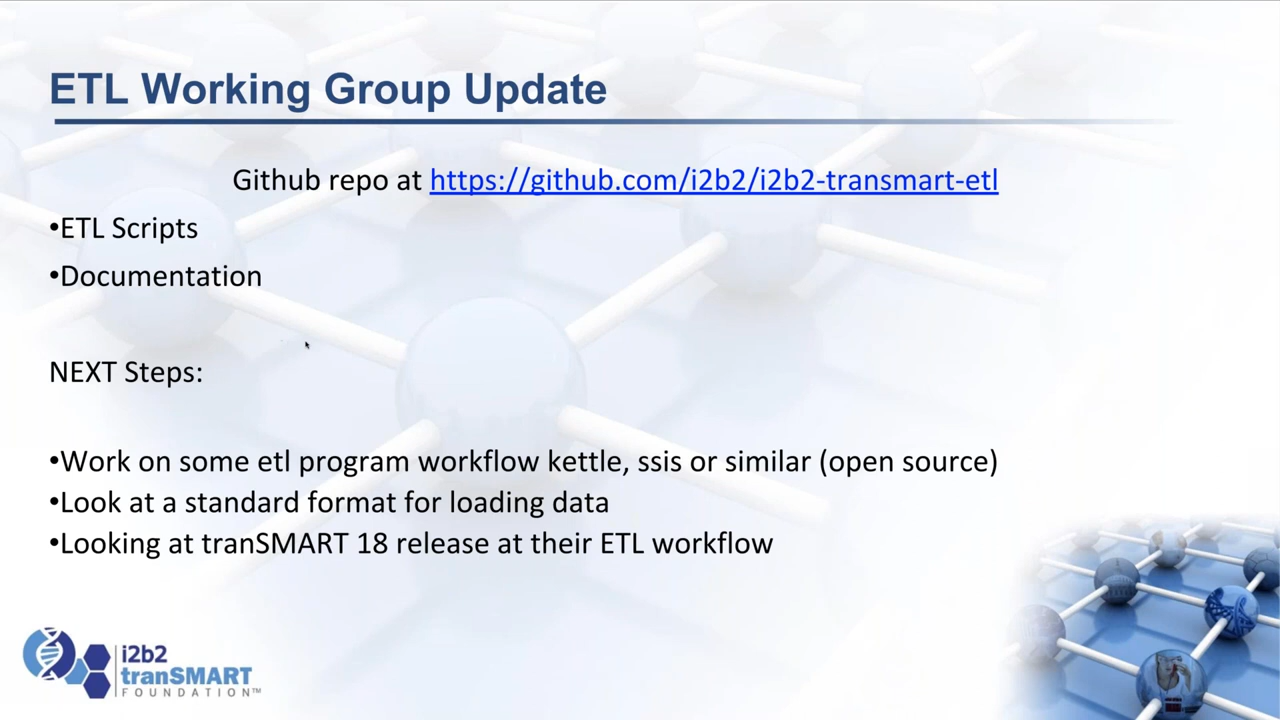 ETL Working Group Update
Github repo at https://github.com/i2b2/i2b2-transmart-etl
•ETL Scripts
•Documentation
NEXT Steps:
•Work on some etl program workflow kettle, ssis or similar (open source)
•Look at a standard format for loading data
•Looking at tranSMART 18 release at their ETL workflow
i2b2
tranSMART
FOUNDATION™